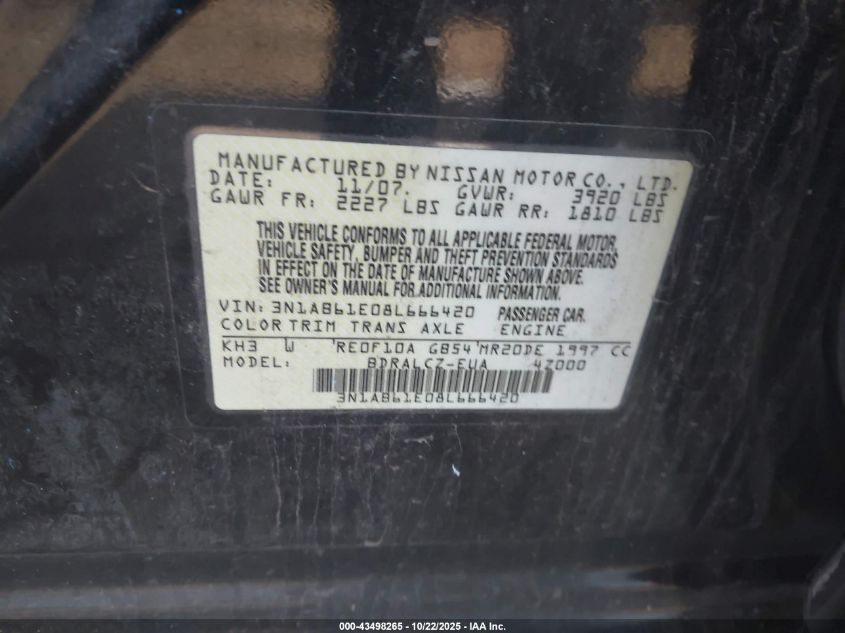 MANUFACTURED BY NISSAN MOTOR CO., LTD.
DATE: 11/07. GVWR: 3920 LBS
GAWR FR: 2227 LBS GAWR RR: 1810 LBS
THIS VEHICLE CONFORMS TO ALL APPLICABLE FEDERAL MOTOR
VEHICLE SAFETY, BUMPER AND THEFT PREVENTION STANDARDS
IN EFFECT ON THE DATE OF MANUFACTURE SHOWN ABOVE.
SEE OWNER'S MANUAL FOR ADDITIONAL INFORMATION.
VIN: 3N1AB61E08L666420 PASSENGER CAR.
COLOR TRIM TRANS AXLE ENGINE
KH3 W 'RE0F10A GB54'MR20DE 1997 CC
MODEL: BDRALCZ-EUA 4Z000
3N1AB61E08L666420
000-43498265 - 10/22/2025 - IAA Inc.